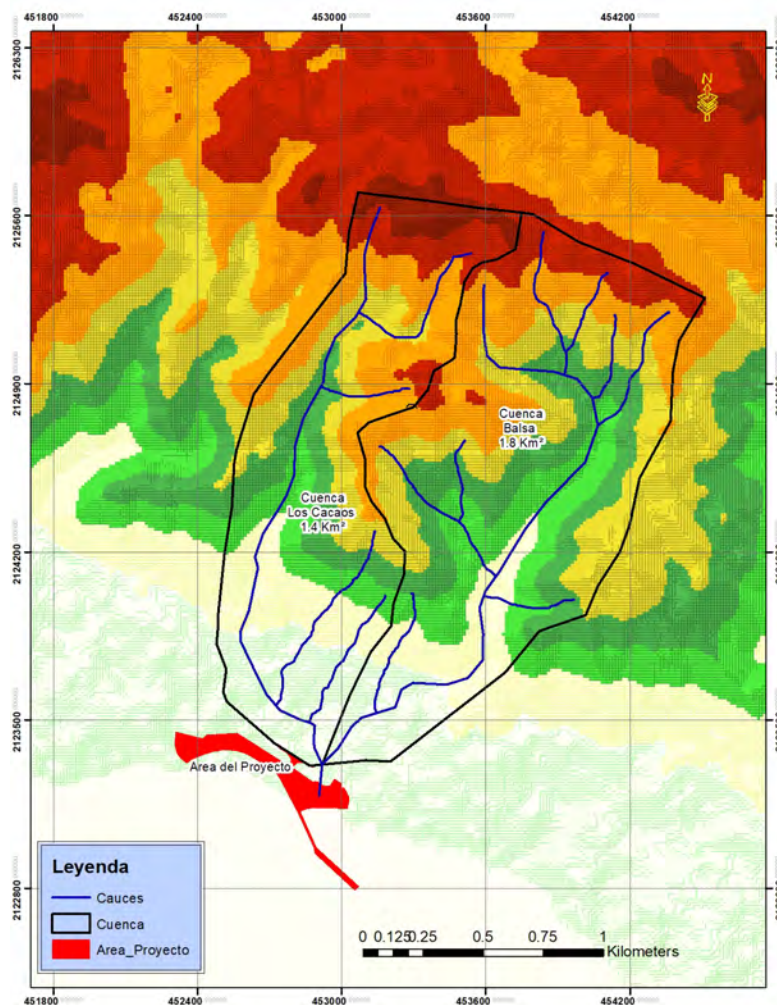 451800 452400 453000 453600 454200
2126300
N
2125600
2124900
Cuenca
Balsa
1.8 Km²
Cuenca
Los Cacaos
1.4 Km²
2124200
2123500
Area del Proyecto
Leyenda
Cauces
Cuenca
Area_Proyecto
2122800
0 0.125 0.25 0.5 0.75 1
Kilometers
451800 452400 453000 453600 454200